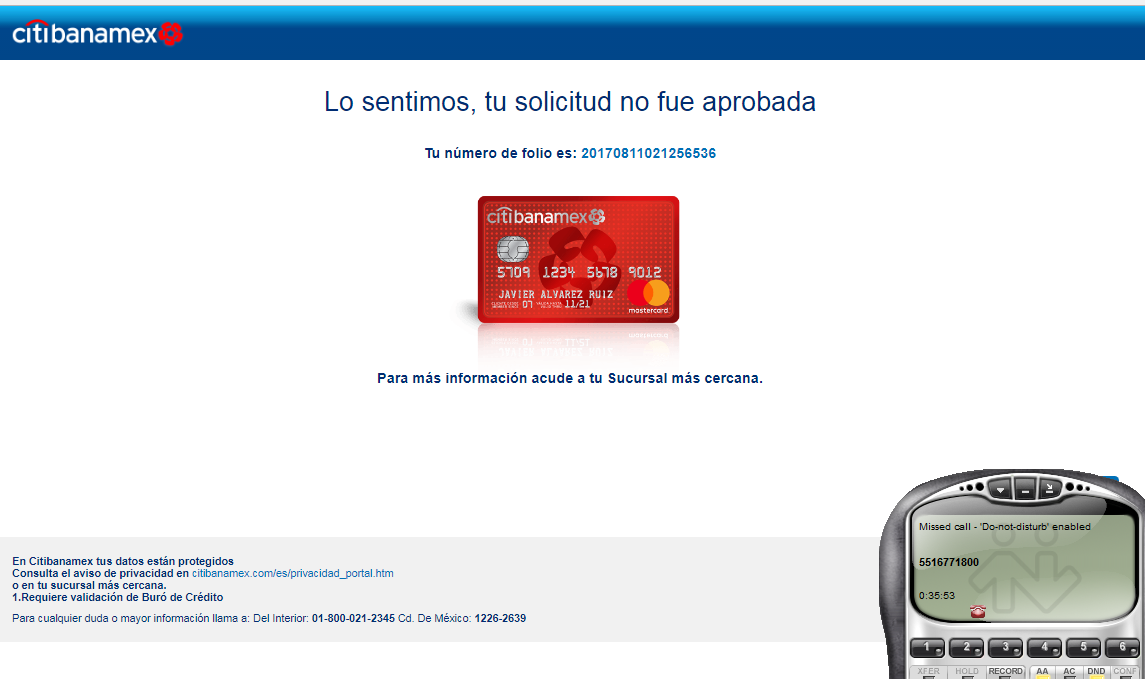 citibanamex
Lo sentimos, tu solicitud no fue aprobada
Tu número de folio es: 20170811021256536
citibanamex
5709 1234 5678 9012
JAVIER ALVAREZ RUIZ
07 11/21
mastercard
Para más información acude a tu Sucursal más cercana.
En Citibanamex tus datos están protegidos
Consulta el aviso de privacidad en citibanamex.com/es/privacidad_portal.htm
o en tu sucursal más cercana.
1.Requiere validación de Buró de Crédito
Para cualquier duda o mayor información llama a: Del Interior: 01-800-021-2345 Cd. De México: 1226-2639
Missed call - 'Do-not-disturb' enabled
5516771800
0:35:53
1 2 3 4 5 6
XFER HOLD RECORD AA AC DND CONF